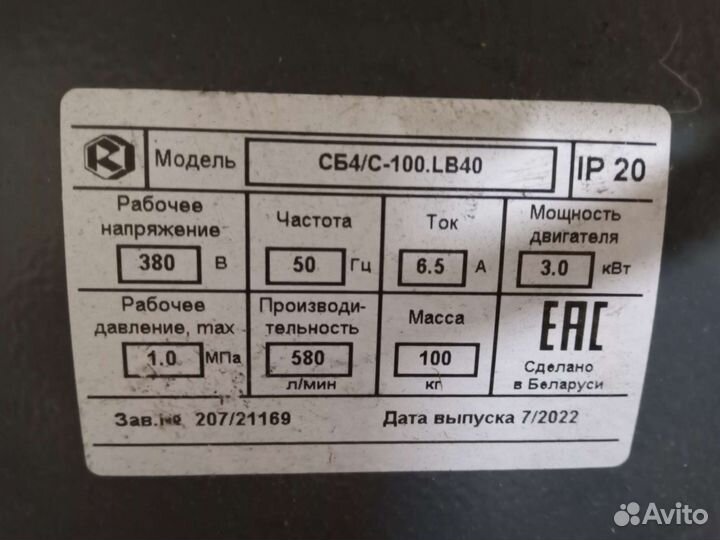 Модель СБ4/С-100.LB40 IP 20
Рабочее напряжение 380 В
Частота 50 Гц
Ток 6.5 А
Мощность двигателя 3.0 кВт
Рабочее давление, max 1.0 МПа
Производи-
тельность 580 л/мин
Масса 100 кг
EAC
Сделано
в Беларуси
Зав.№ 207/21169 Дата выпуска 7/2022
Avito